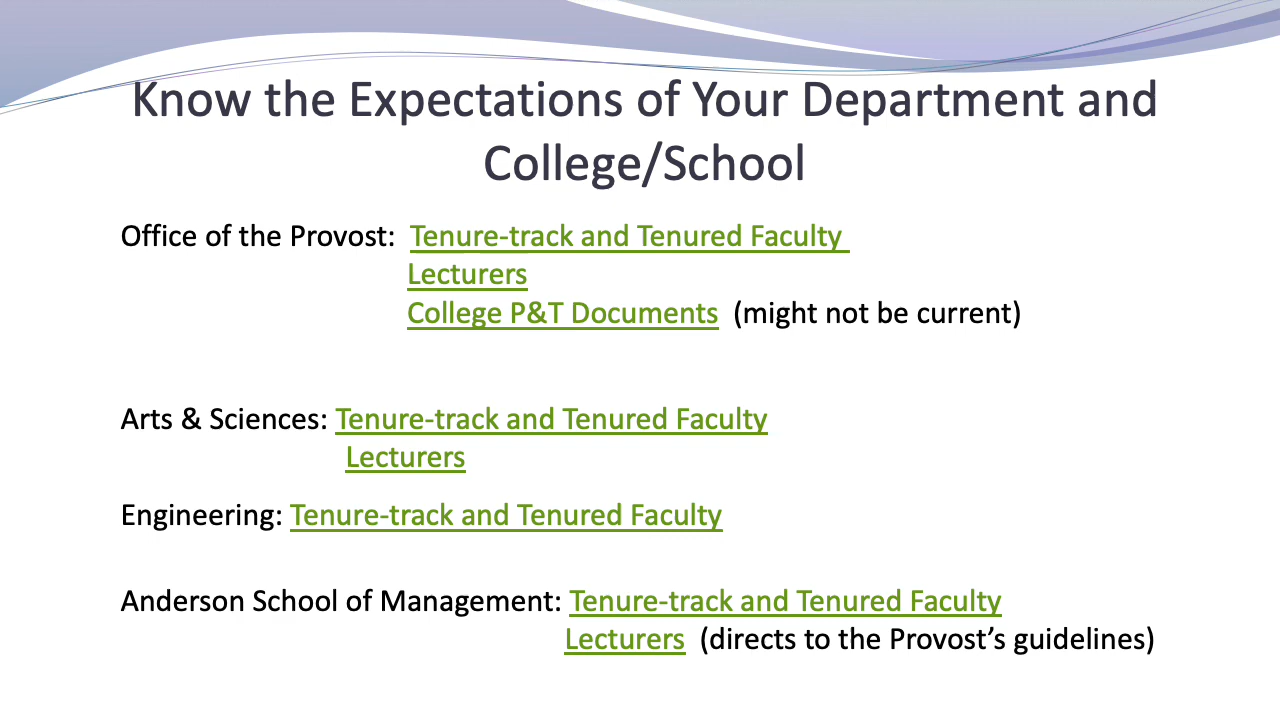 Know the Expectations of Your Department and
College/School
Office of the Provost: Tenure-track and Tenured Faculty
Lecturers
College P&T Documents (might not be current)
Arts & Sciences: Tenure-track and Tenured Faculty
Lecturers
Engineering: Tenure-track and Tenured Faculty
Anderson School of Management: Tenure-track and Tenured Faculty
Lecturers (directs to the Provost’s guidelines)